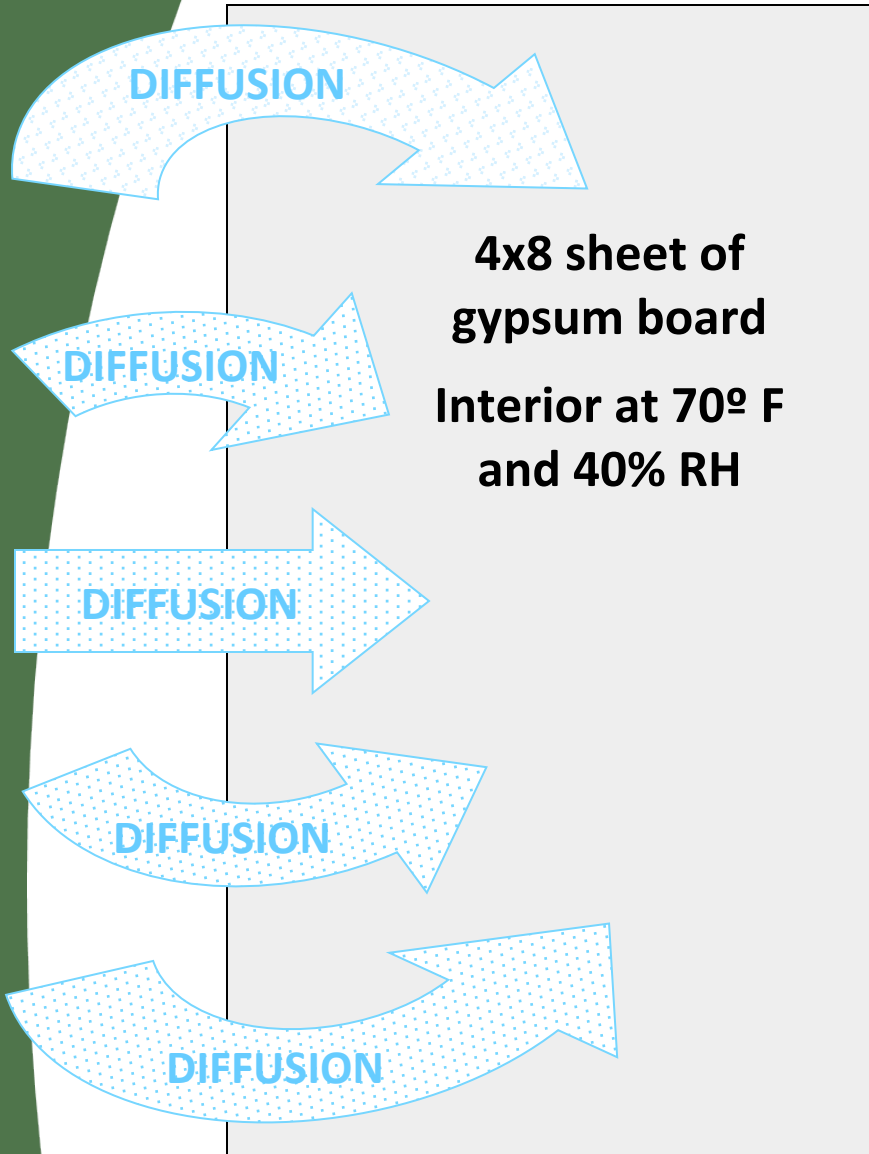 DIFFUSION
4x8 sheet of
gypsum board
DIFFUSION
Interior at 70º F
and 40% RH
DIFFUSION
DIFFUSION
DIFFUSION